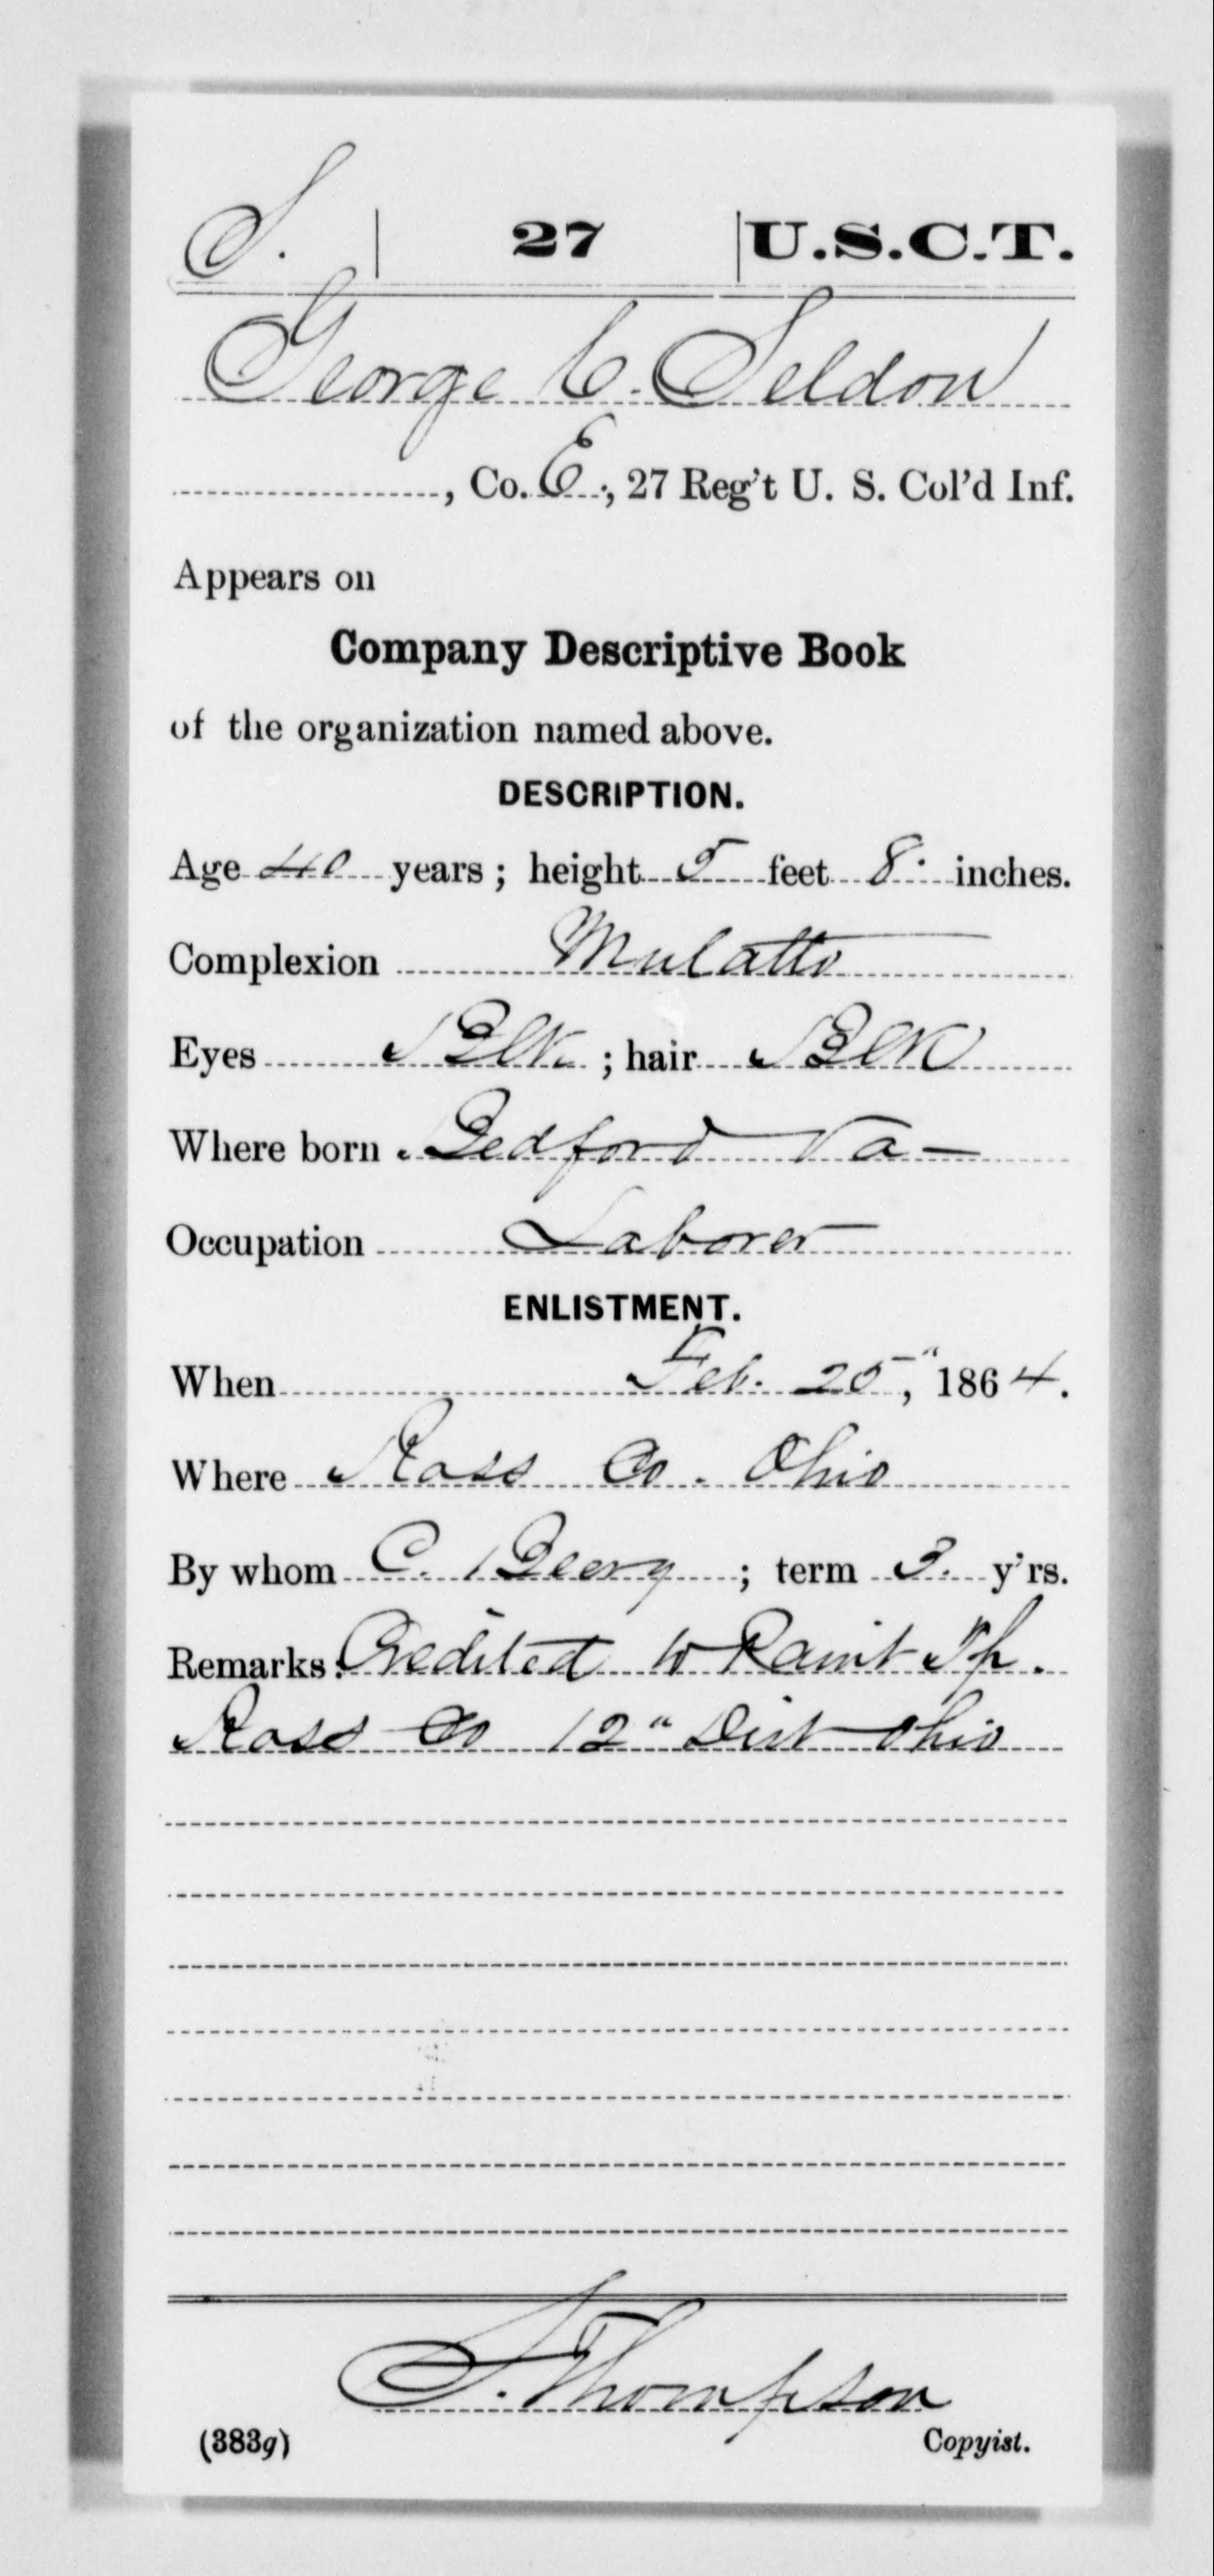 S. | 27 | U.S.C.T.
George C. Seldon
, Co. E., 27 Reg't U. S. Col'd Inf.
Appears on
Company Descriptive Book
of the organization named above.
DESCRIPTION.
Age 40 years; height 5 feet 8 inches.
Complexion Mulatto
Eyes Blk; hair Blk
Where born Bedford Va
Occupation Laborer
ENLISTMENT.
When Feb. 25", 1864.
Where Ross Co. Ohio
By whom C. Beery; term 3. y'rs.
Remarks: Credited to Paint Tp.
Ross Co 12" Dist Ohio
S. Thompson
(383g) Copyist.